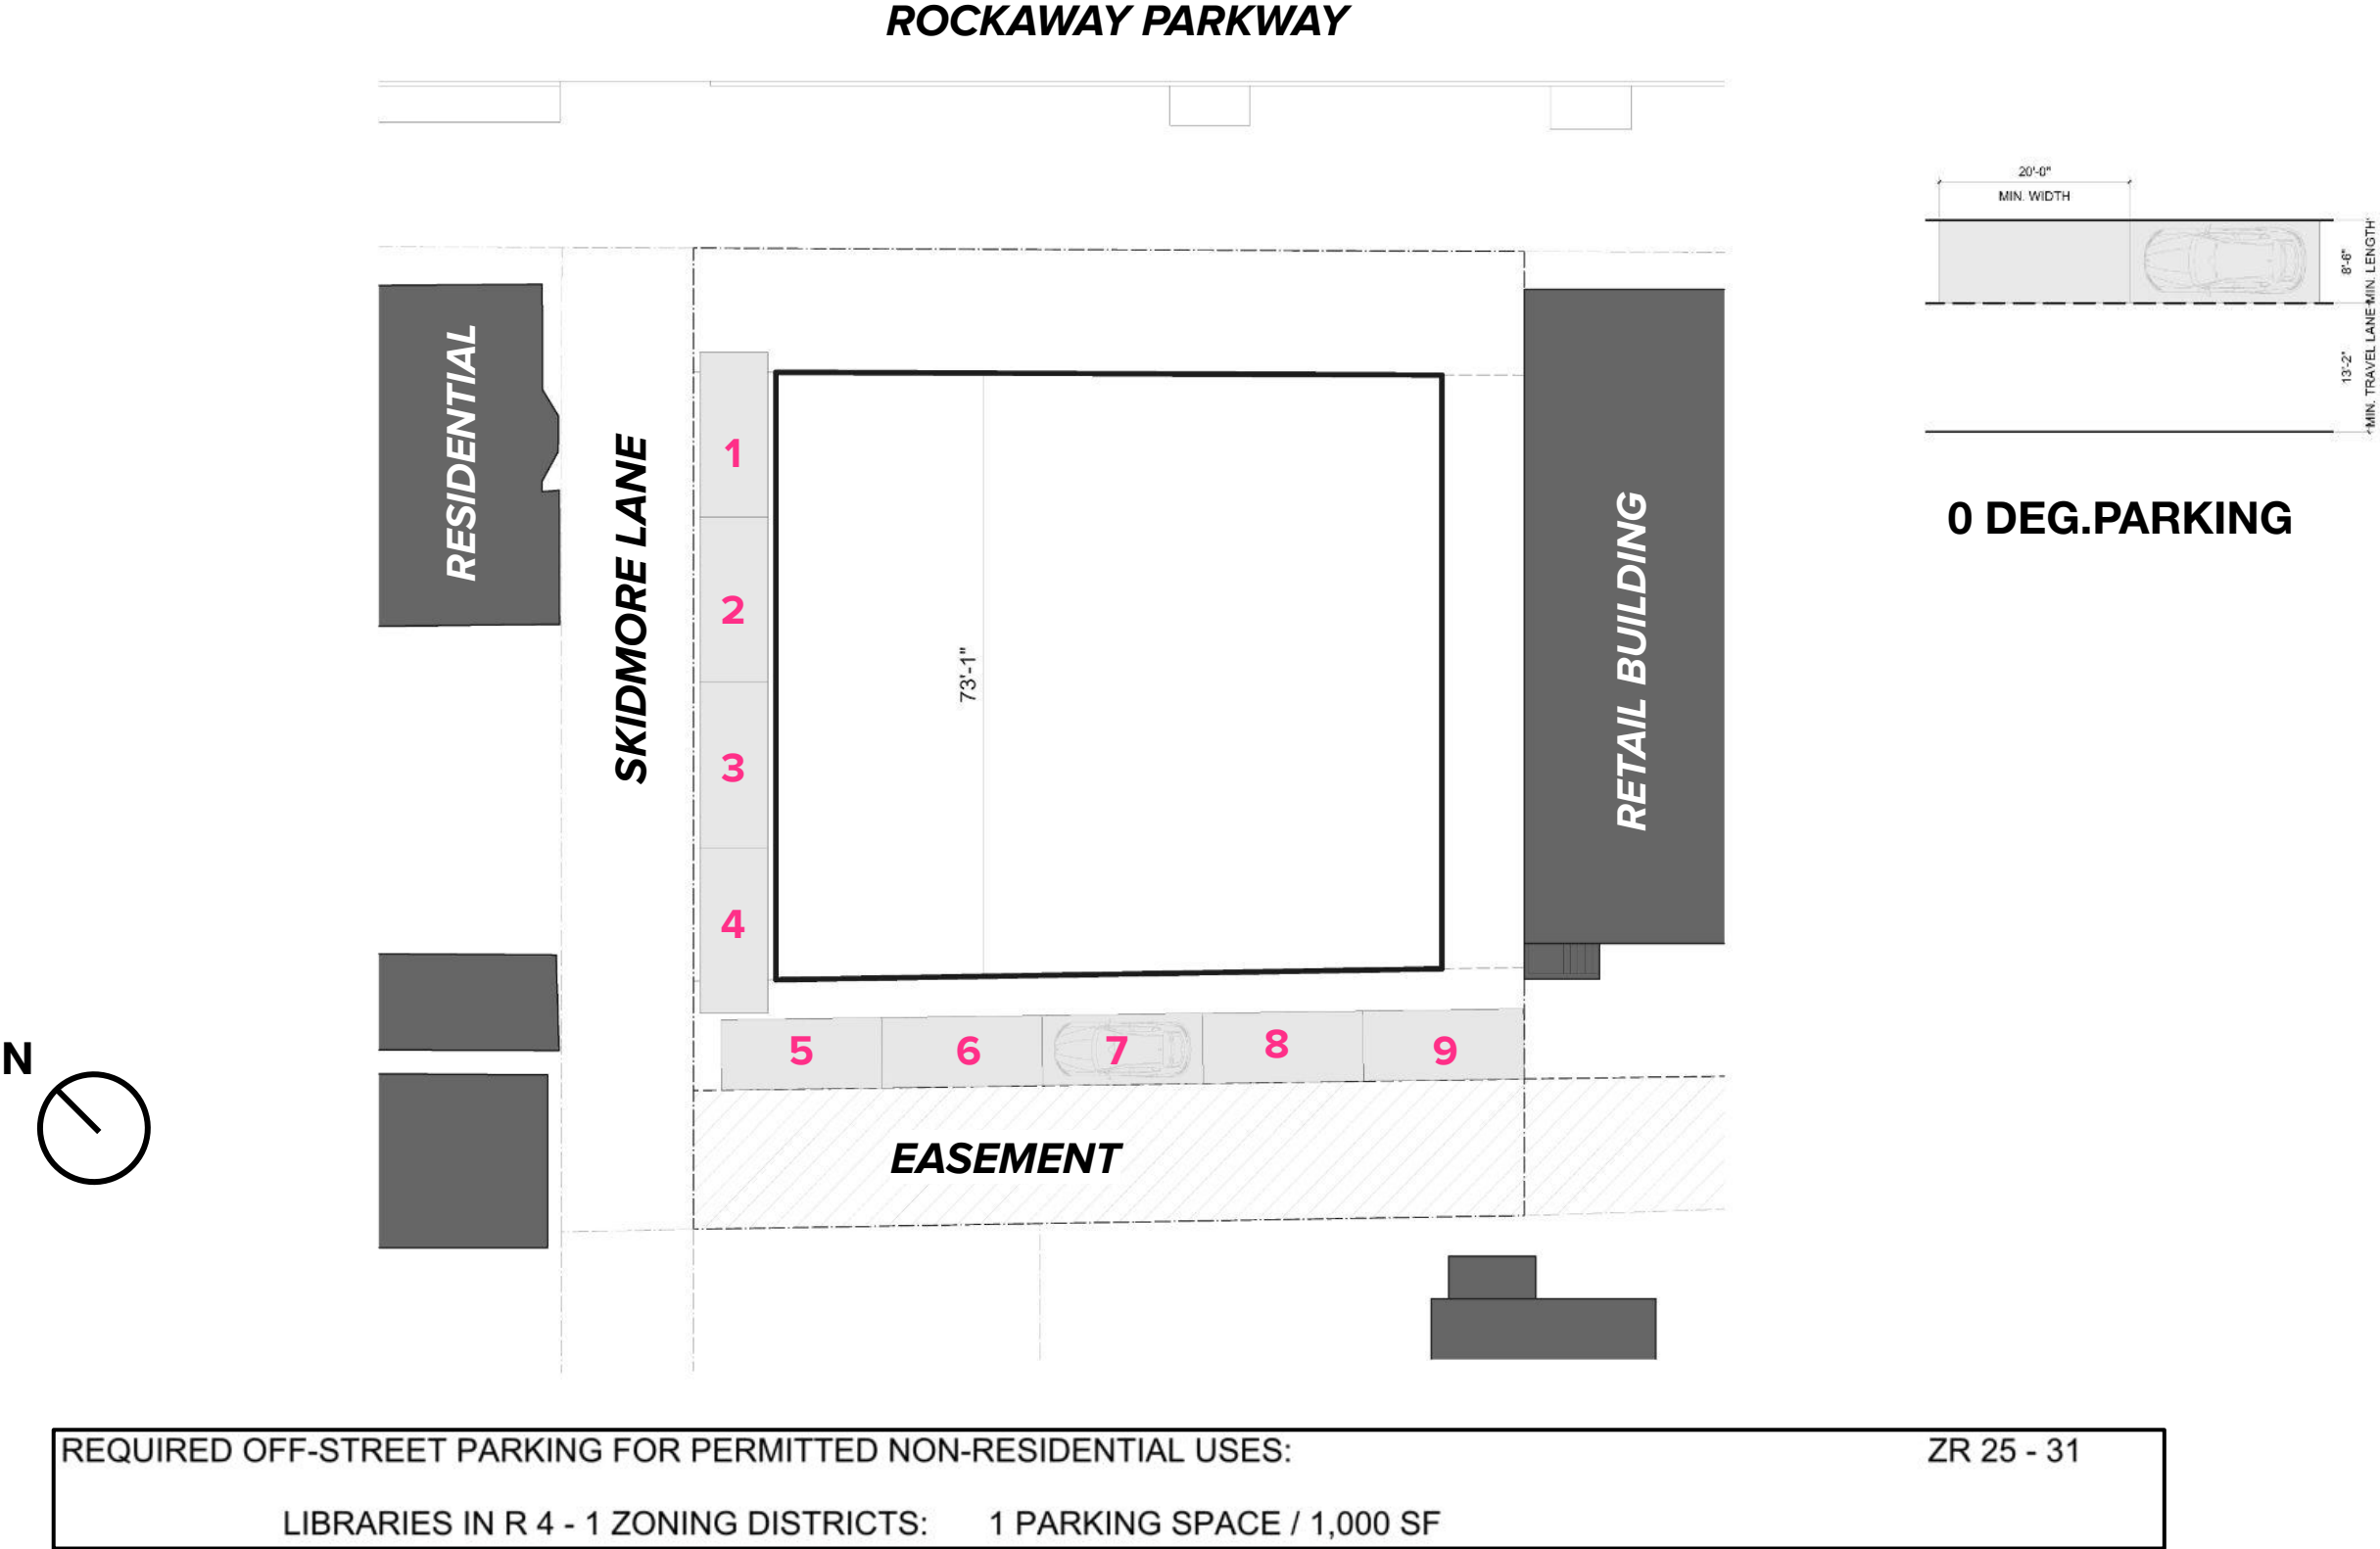 ROCKAWAY PARKWAY
20'-0"
MIN. WIDTH
8'-6"
MIN. LENGTH
13'-2"
MIN. TRAVEL LANE
0 DEG.PARKING
RESIDENTIAL
SKIDMORE LANE
RETAIL BUILDING
73'-1"
1
2
3
4
5
6
7
8
9
EASEMENT
N
REQUIRED OFF-STREET PARKING FOR PERMITTED NON-RESIDENTIAL USES: ZR 25 - 31
LIBRARIES IN R 4 - 1 ZONING DISTRICTS: 1 PARKING SPACE / 1,000 SF